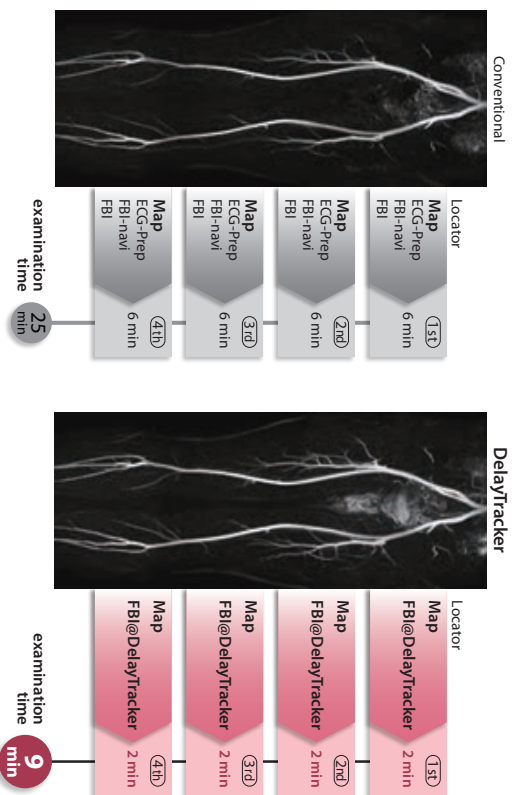 Conventional
Locator
Map
ECG-Prep
FBI-navi
FBI
1st
6 min
Map
ECG-Prep
FBI-navi
FBI
2nd
6 min
Map
ECG-Prep
FBI-navi
FBI
3rd
6 min
Map
ECG-Prep
FBI-navi
FBI
4th
6 min
examination
time
25
min
DelayTracker
Locator
Map
FBI@DelayTracker
1st
2 min
Map
FBI@DelayTracker
2nd
2 min
Map
FBI@DelayTracker
3rd
2 min
Map
FBI@DelayTracker
4th
2 min
examination
time
9
min